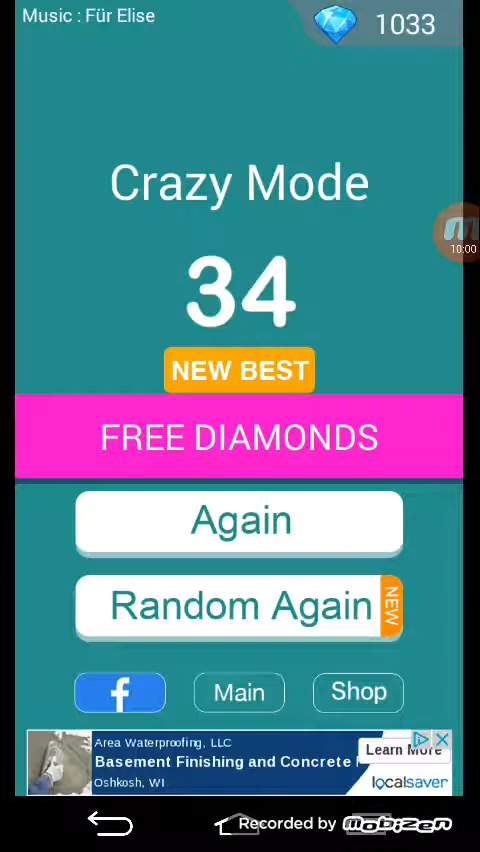 Music : Für Elise
1033
Crazy Mode
10:00
34
NEW BEST
FREE DIAMONDS
Again
Random Again
NEW
f
Main
Shop
Area Waterproofing, LLC
Basement Finishing and Concrete
Oshkosh, WI
Learn More
localsaver
Recorded by mobizen